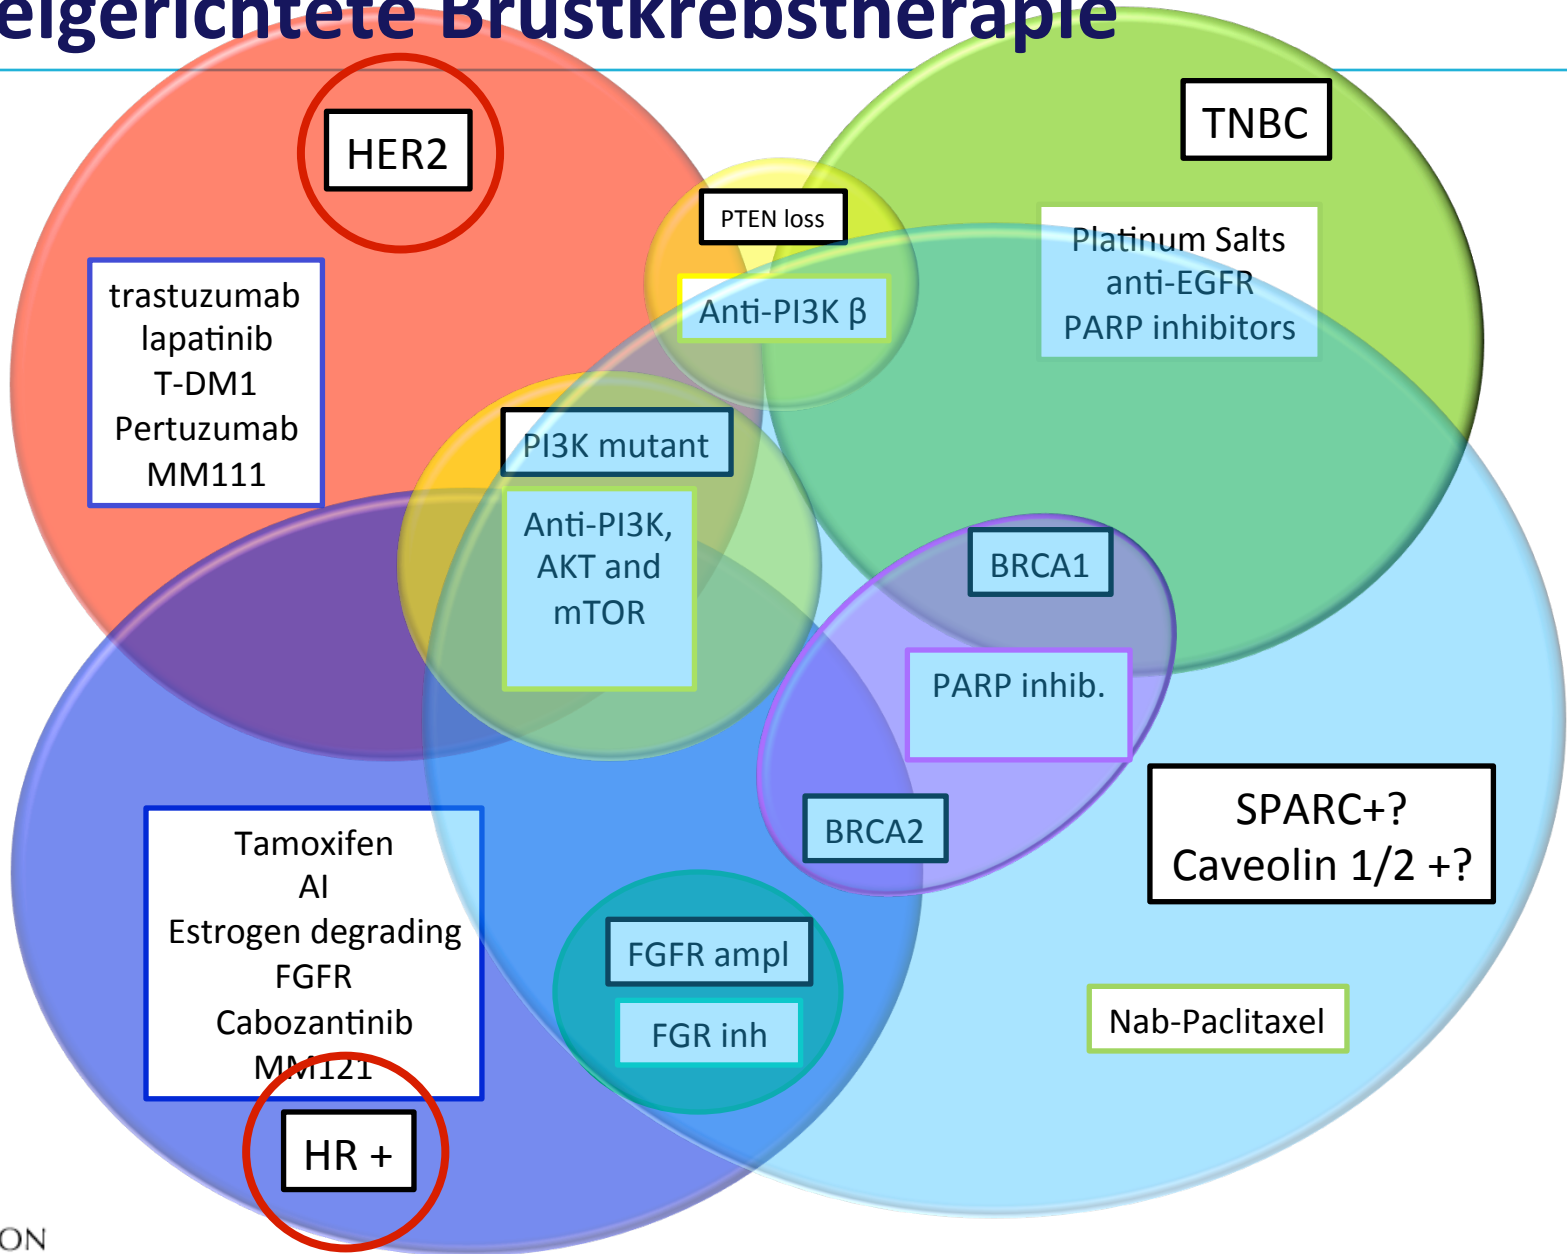 elgerichtete Brustkrebstherapie
HER2
TNBC
PTEN loss
Anti-PI3K β
Platinum Salts
anti-EGFR
PARP inhibitors
trastuzumab
lapatinib
T-DM1
Pertuzumab
MM111
PI3K mutant
Anti-PI3K,
AKT and
mTOR
BRCA1
PARP inhib.
BRCA2
SPARC+?
Caveolin 1/2 +?
Tamoxifen
AI
Estrogen degrading
FGFR
Cabozantinib
MM121
FGFR ampl
FGR inh
Nab-Paclitaxel
HR +
ON